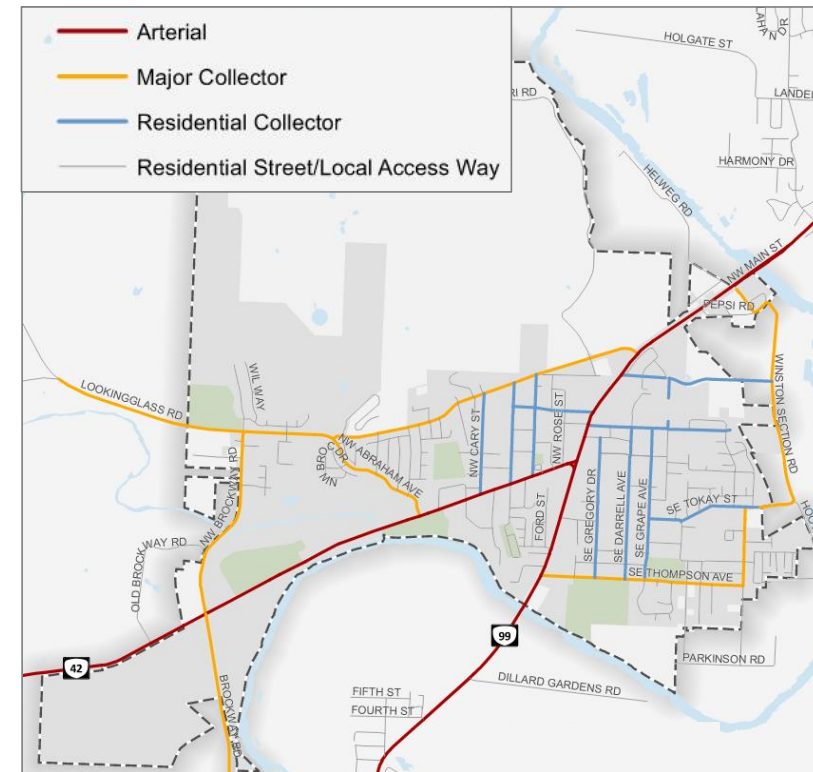 Arterial
Major Collector
Residential Collector
Residential Street/Local Access Way
HOLGATE ST
HARMONY DR
HELWEG RD
NW MAIN ST
PEPSI RD
WINSTON SECTION RD
LOOKINGGLASS RD
WIL WAY
NW CARY ST
NW ROSE ST
NW ABRAHAM AVE
NW BROCKWAY RD
OLD BROCKWAY RD
FORD ST
SE GREGORY DR
SE DARRELL AVE
SE GRAPE AVE
SE TOKAY ST
SE THOMPSON AVE
99
42
PARKINSON RD
DILLARD GARDENS RD
BROCKWAY RD
FIFTH ST
FOURTH ST